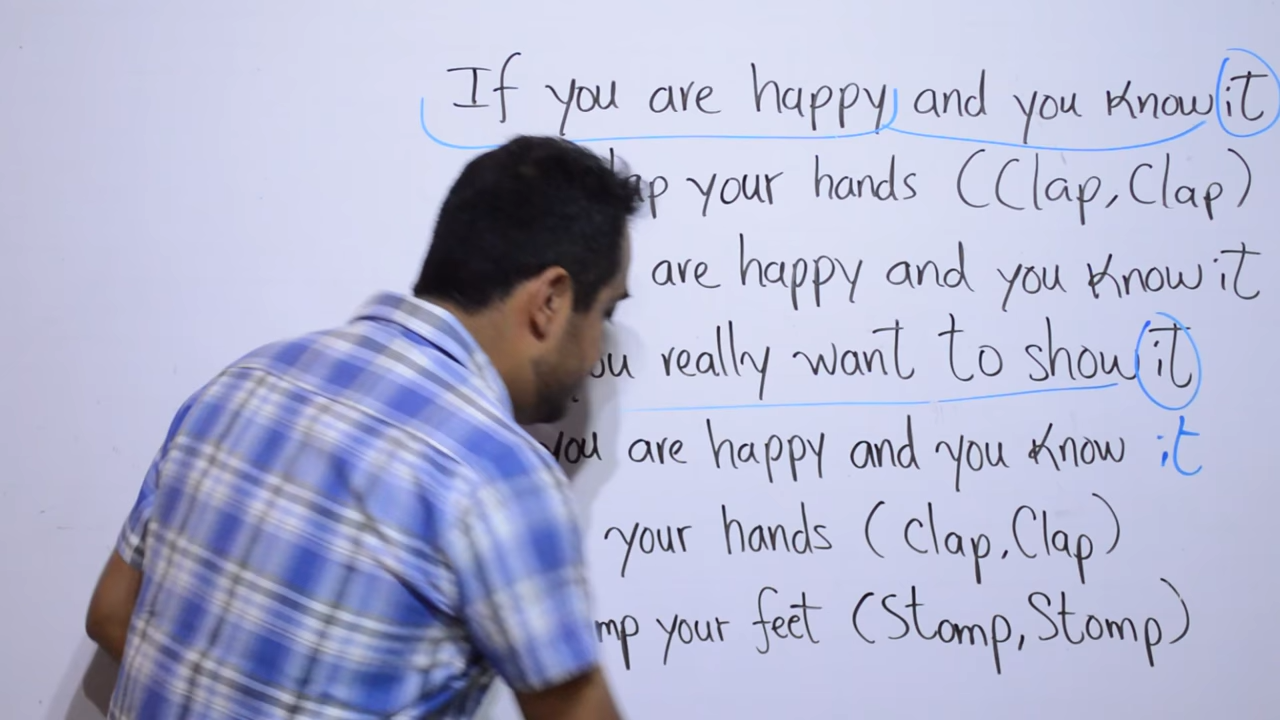 If you are happy and you know it
your hands (Clap, Clap)
are happy and you know it
really want to show it
you are happy and you know it
your hands (Clap, Clap)
your feet (Stomp, Stomp)